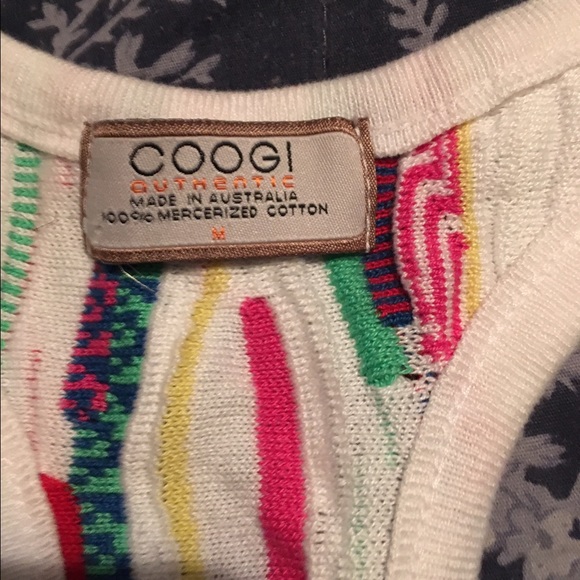 COOGI
AUTHENTIC
MADE IN AUSTRALIA
100% MERCERIZED COTTON
M